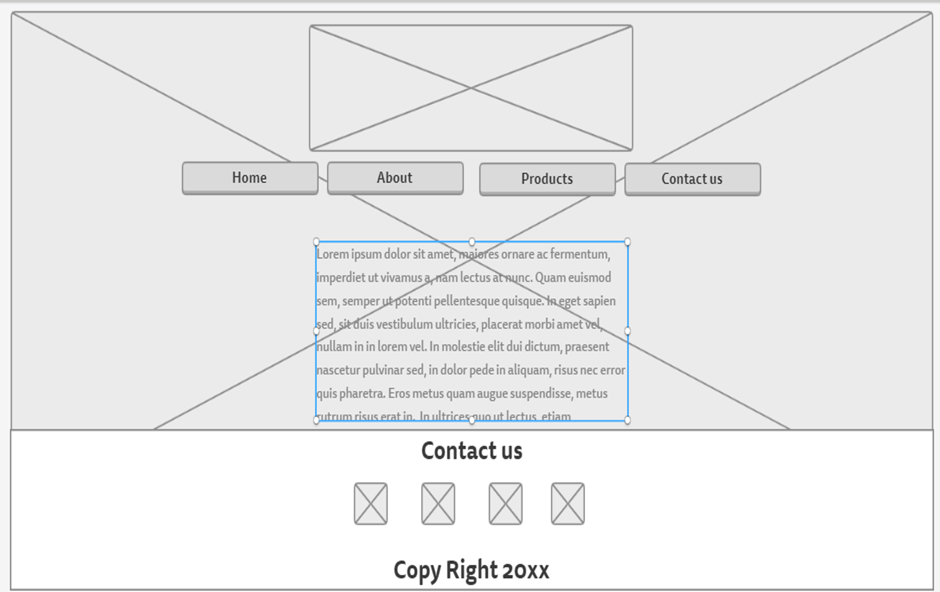 Home
About
Products
Contact us
Lorem ipsum dolor sit amet, maiores ornare ac fermentum,
imperdiet ut vivamus a, nam lectus at nunc. Quam euismod
sem, semper ut potenti pellentesque quisque. In eget sapien
sed, sit duis vestibulum ultricies, placerat morbi amet vel,
nullam in in lorem vel. In molestie elit dui dictum, praesent
nascetur pulvinar sed, in dolor pede in aliquam, risus nec error
quis pharetra. Eros metus quam augue suspendisse, metus
rutrum risus erat in. In ultrices quo ut lectus, etiam
Contact us
Copy Right 20xx